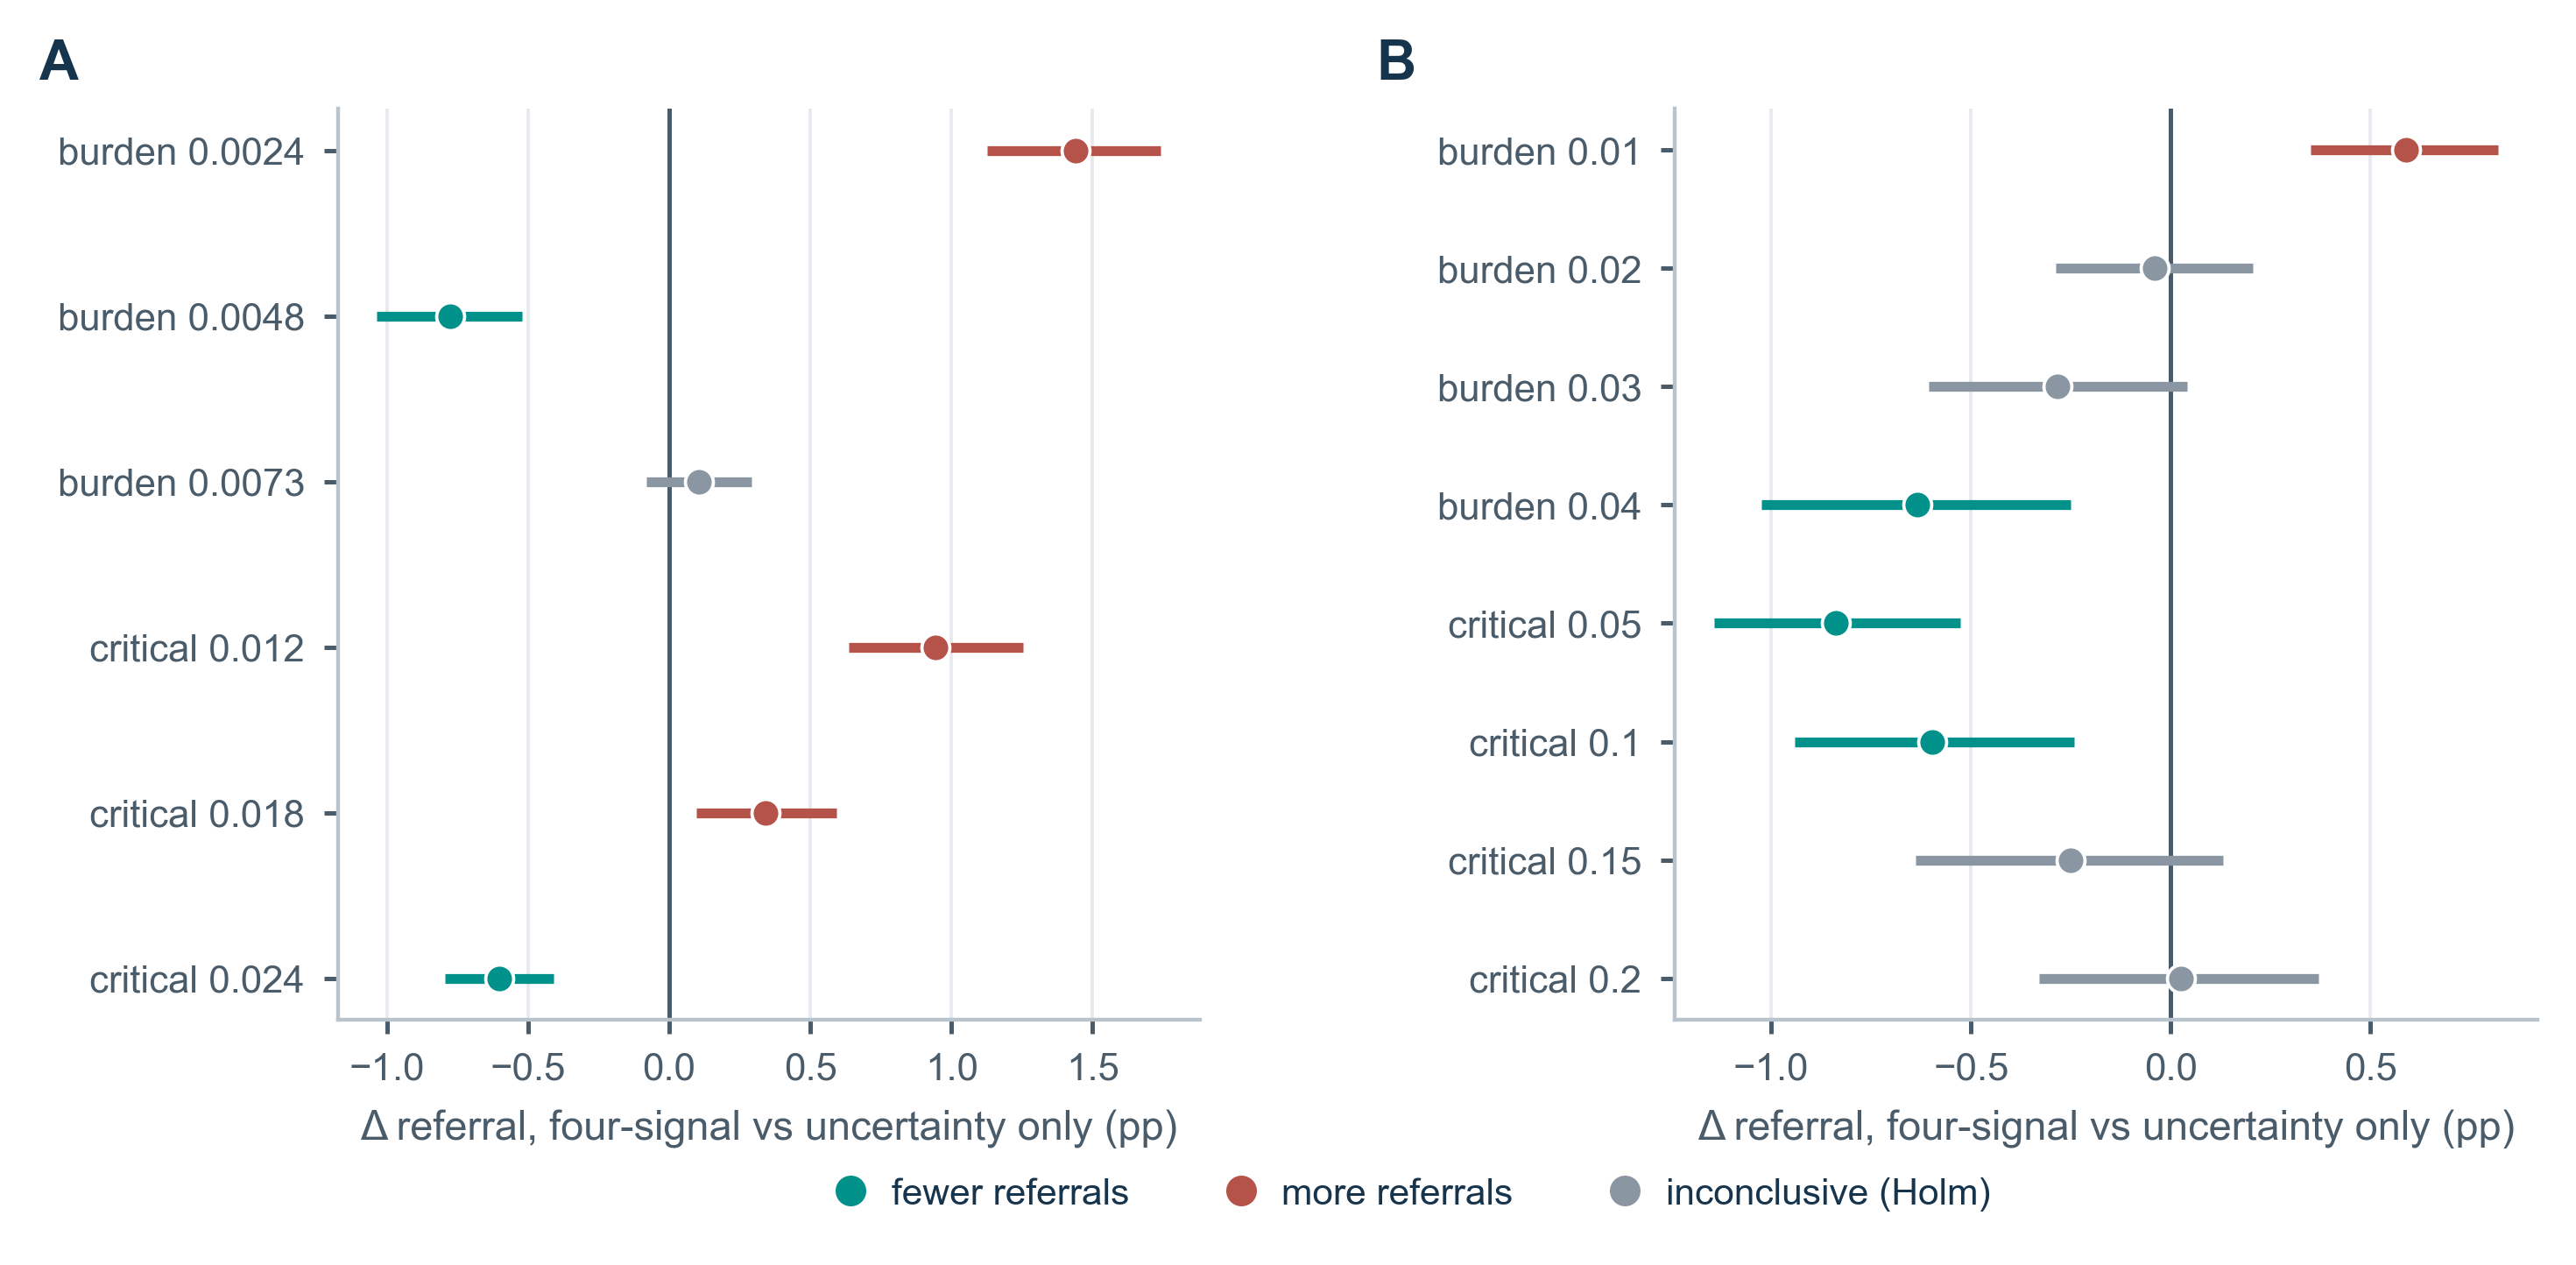 A
burden 0.0024
burden 0.0048
burden 0.0073
critical 0.012
critical 0.018
critical 0.024
−1.0 −0.5 0.0 0.5 1.0 1.5
Δ referral, four-signal vs uncertainty only (pp)
B
burden 0.01
burden 0.02
burden 0.03
burden 0.04
critical 0.05
critical 0.1
critical 0.15
critical 0.2
−1.0 −0.5 0.0 0.5
Δ referral, four-signal vs uncertainty only (pp)
fewer referrals more referrals inconclusive (Holm)